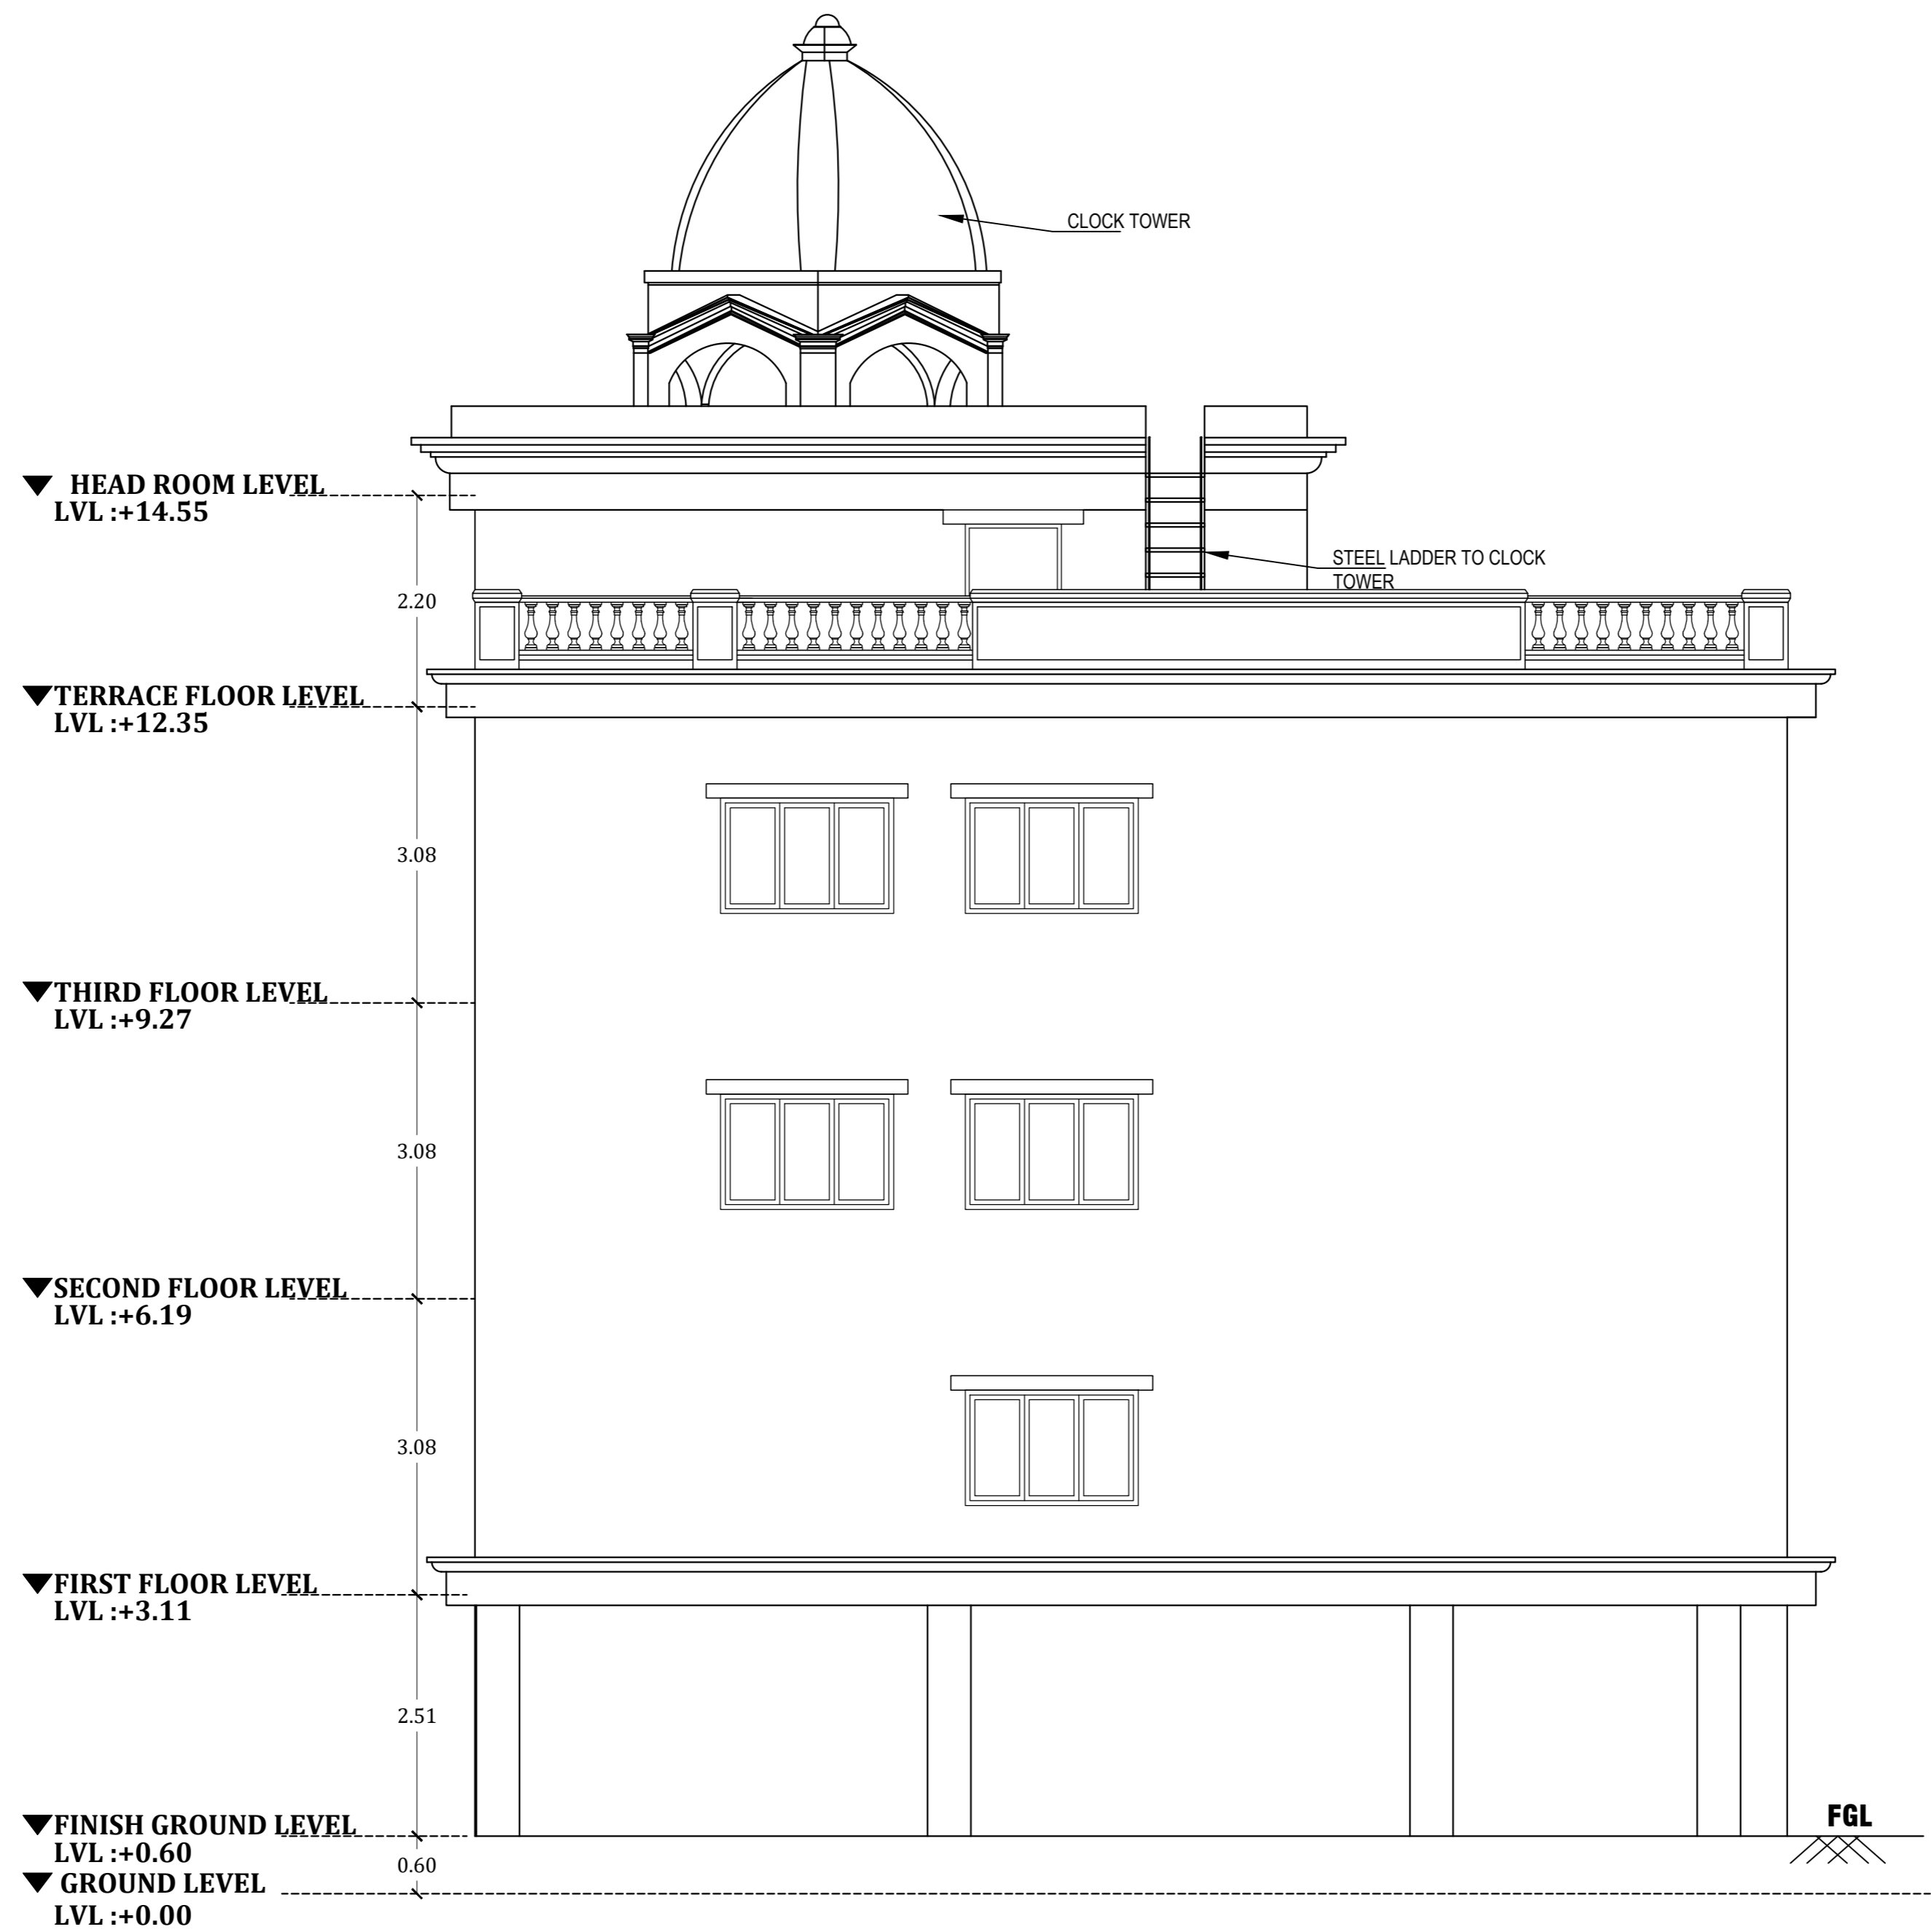 CLOCK TOWER
HEAD ROOM LEVEL
LVL :+14.55
STEEL LADDER TO CLOCK
TOWER
2.20
TERRACE FLOOR LEVEL
LVL :+12.35
3.08
THIRD FLOOR LEVEL
LVL :+9.27
3.08
SECOND FLOOR LEVEL
LVL :+6.19
3.08
FIRST FLOOR LEVEL
LVL :+3.11
2.51
FGL
FINISH GROUND LEVEL
LVL :+0.60
0.60
GROUND LEVEL
LVL :+0.00